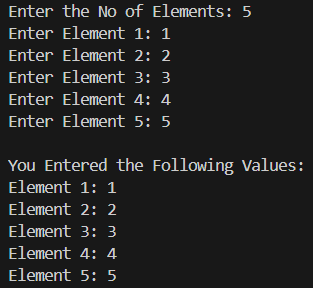 Enter the No of Elements: 5
Enter Element 1: 1
Enter Element 2: 2
Enter Element 3: 3
Enter Element 4: 4
Enter Element 5: 5
You Entered the Following Values:
Element 1: 1
Element 2: 2
Element 3: 3
Element 4: 4
Element 5: 5